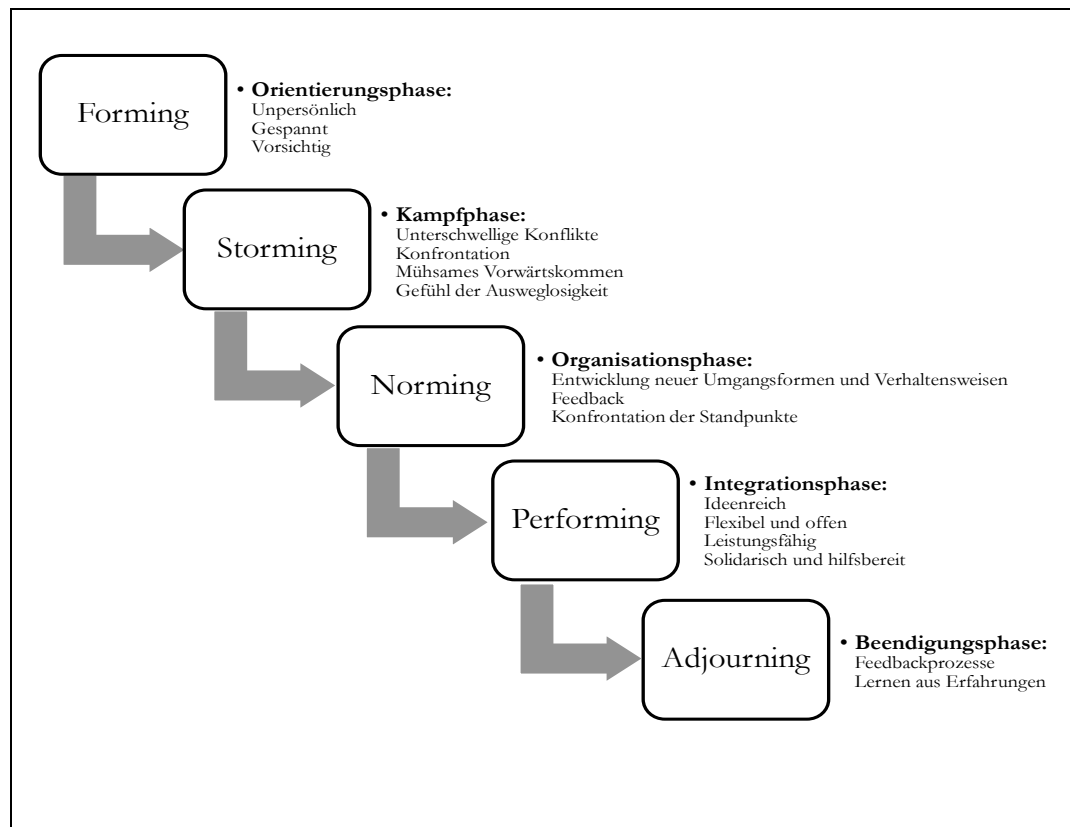 Forming
• Orientierungsphase:
Unpersönlich
Gespannt
Vorsichtig
Storming
• Kampfphase:
Unterschwellige Konflikte
Konfrontation
Mühsames Vorwärtskommen
Gefühl der Ausweglosigkeit
Norming
• Organisationsphase:
Entwicklung neuer Umgangsformen und Verhaltensweisen
Feedback
Konfrontation der Standpunkte
Performing
• Integrationsphase:
Ideenreich
Flexibel und offen
Leistungsfähig
Solidarisch und hilfsbereit
Adjourning
• Beendigungsphase:
Feedbackprozesse
Lernen aus Erfahrungen